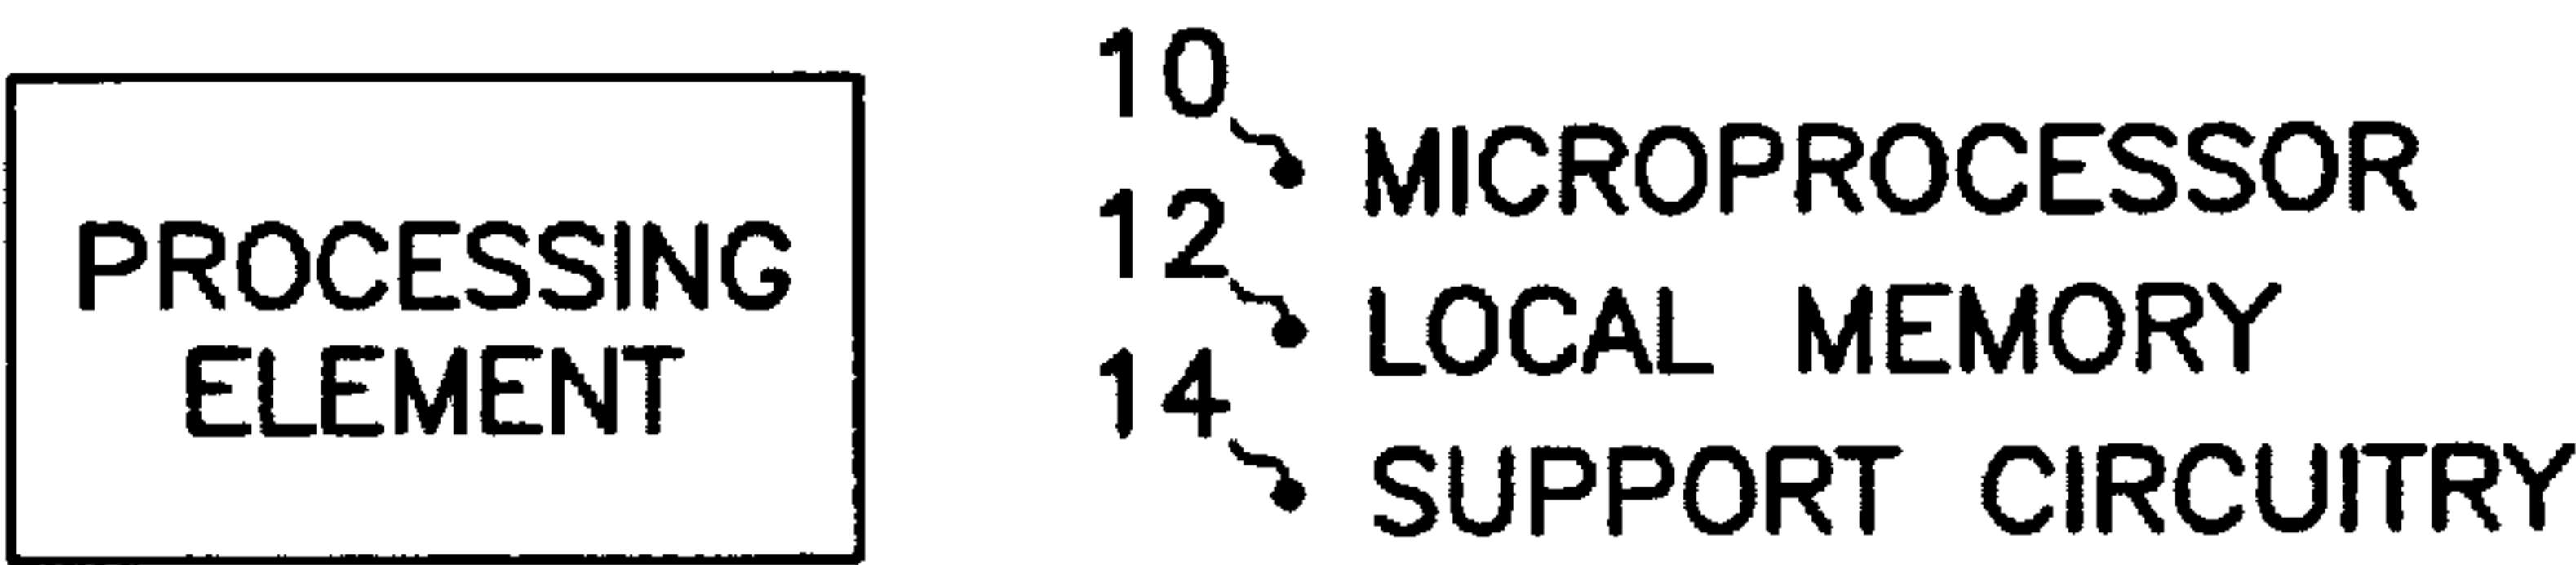 PROCESSING
ELEMENT
10
MICROPROCESSOR
12
LOCAL MEMORY
14
SUPPORT CIRCUITRY